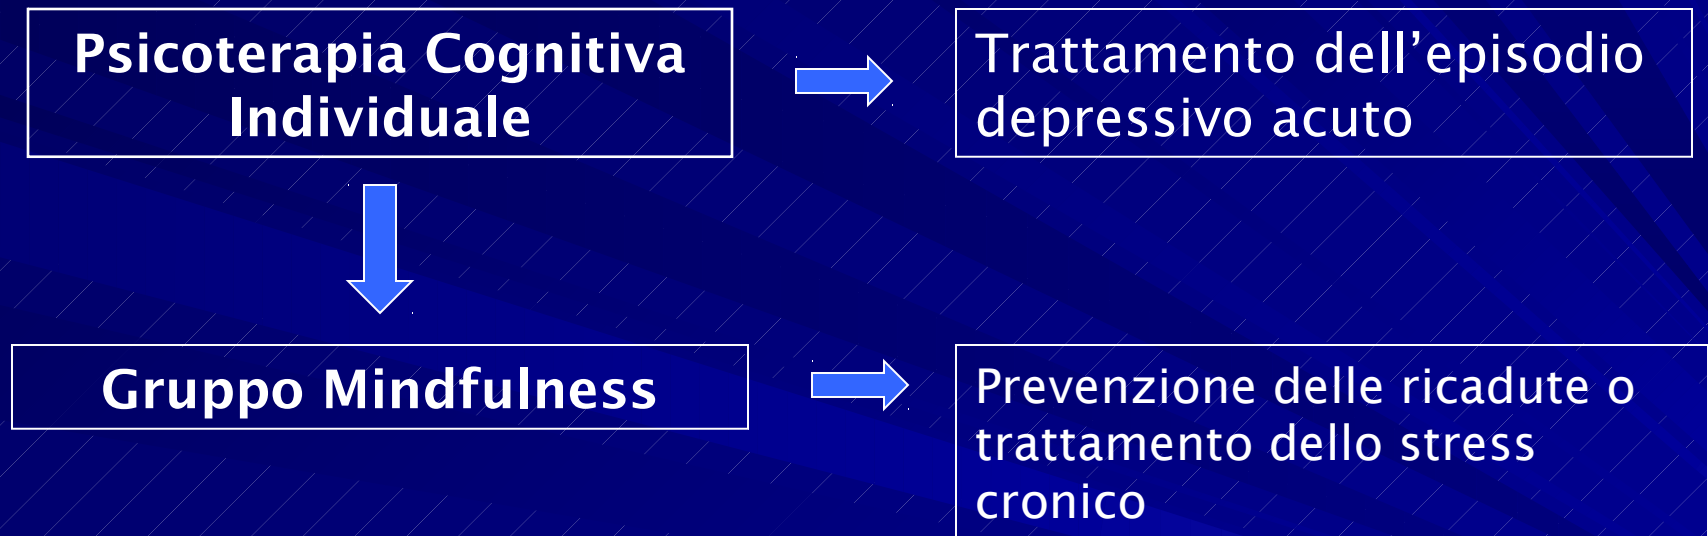 Psicoterapia Cognitiva
Individuale
Trattamento dell’episodio
depressivo acuto
Gruppo Mindfulness
Prevenzione delle ricadute o
trattamento dello stress
cronico